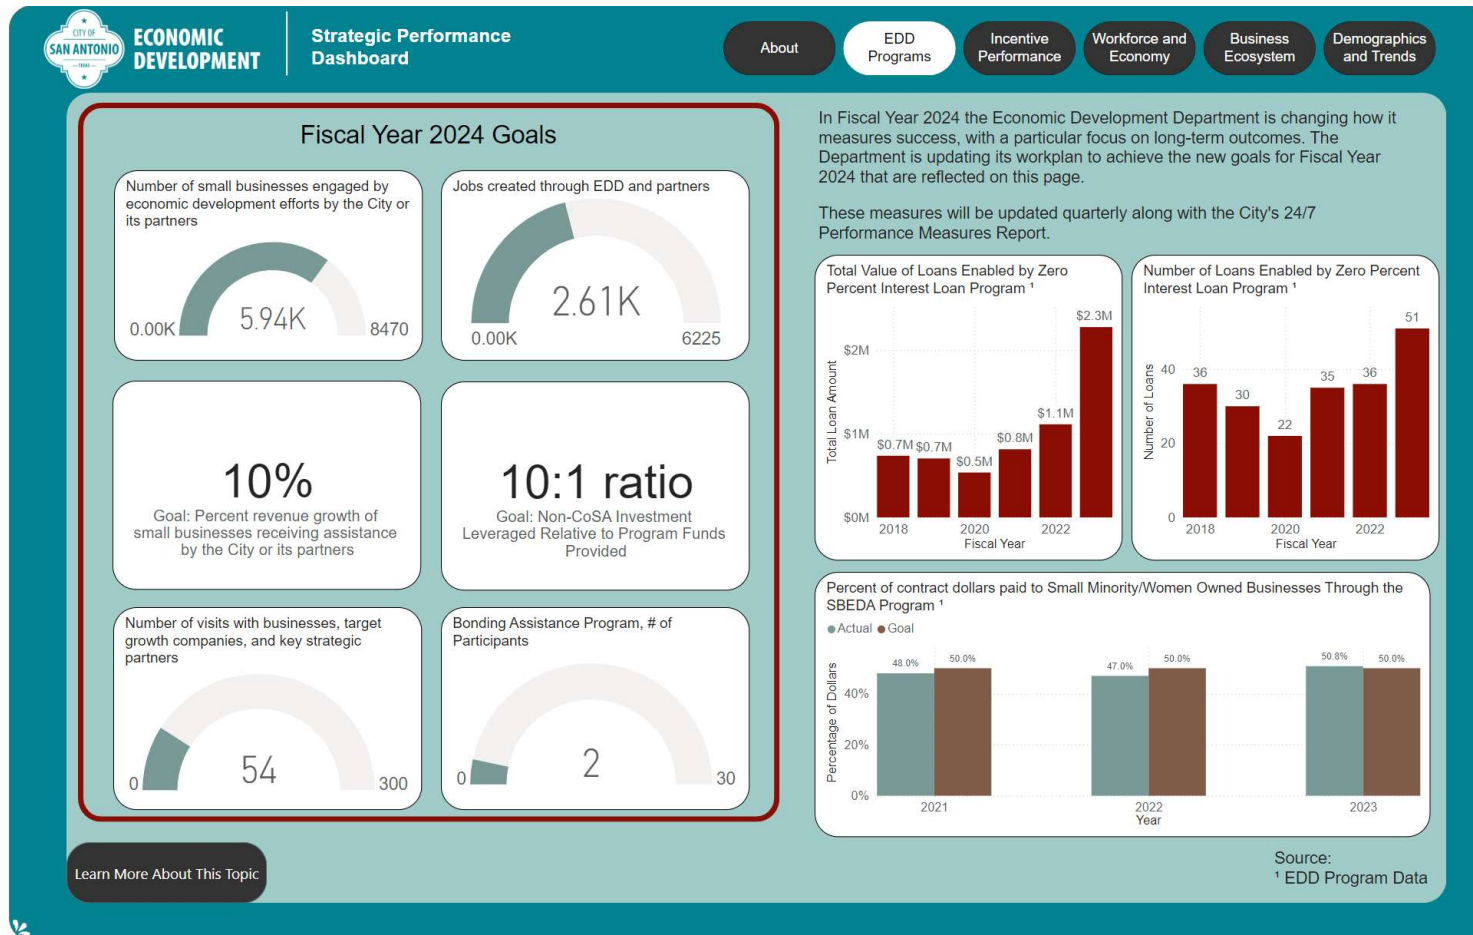 CITY OF
SAN ANTONIO
TEXAS
ECONOMIC
DEVELOPMENT
Strategic Performance
Dashboard
About
EDD
Programs
Incentive
Performance
Workforce and
Economy
Business
Ecosystem
Demographics
and Trends
Fiscal Year 2024 Goals
Number of small businesses engaged by
economic development efforts by the City or
its partners
5.94K
0.00K
8470
Jobs created through EDD and partners
2.61K
0.00K
6225
10%
Goal: Percent revenue growth of
small businesses receiving assistance
by the City or its partners
10:1 ratio
Goal: Non-CoSA Investment
Leveraged Relative to Program Funds
Provided
Number of visits with businesses, target
growth companies, and key strategic
partners
54
0
300
Bonding Assistance Program, # of
Participants
2
0
30
Learn More About This Topic
In Fiscal Year 2024 the Economic Development Department is changing how it
measures success, with a particular focus on long-term outcomes. The
Department is updating its workplan to achieve the new goals for Fiscal Year
2024 that are reflected on this page.
These measures will be updated quarterly along with the City's 24/7
Performance Measures Report.
Total Value of Loans Enabled by Zero
Percent Interest Loan Program ¹
Total Loan Amount
$2M
$1M
$0M
$0.7M
$0.7M
$0.5M
$0.8M
$1.1M
$2.3M
2018
2020
2022
Fiscal Year
Number of Loans Enabled by Zero Percent
Interest Loan Program ¹
Number of Loans
40
20
0
36
30
22
35
36
51
2018
2020
2022
Fiscal Year
Percent of contract dollars paid to Small Minority/Women Owned Businesses Through the
SBEDA Program ¹
Actual
Goal
Percentage of Dollars
40%
20%
0%
48.0%
50.0%
47.0%
50.0%
50.8%
50.0%
2021
2022
2023
Year
Source:
¹ EDD Program Data